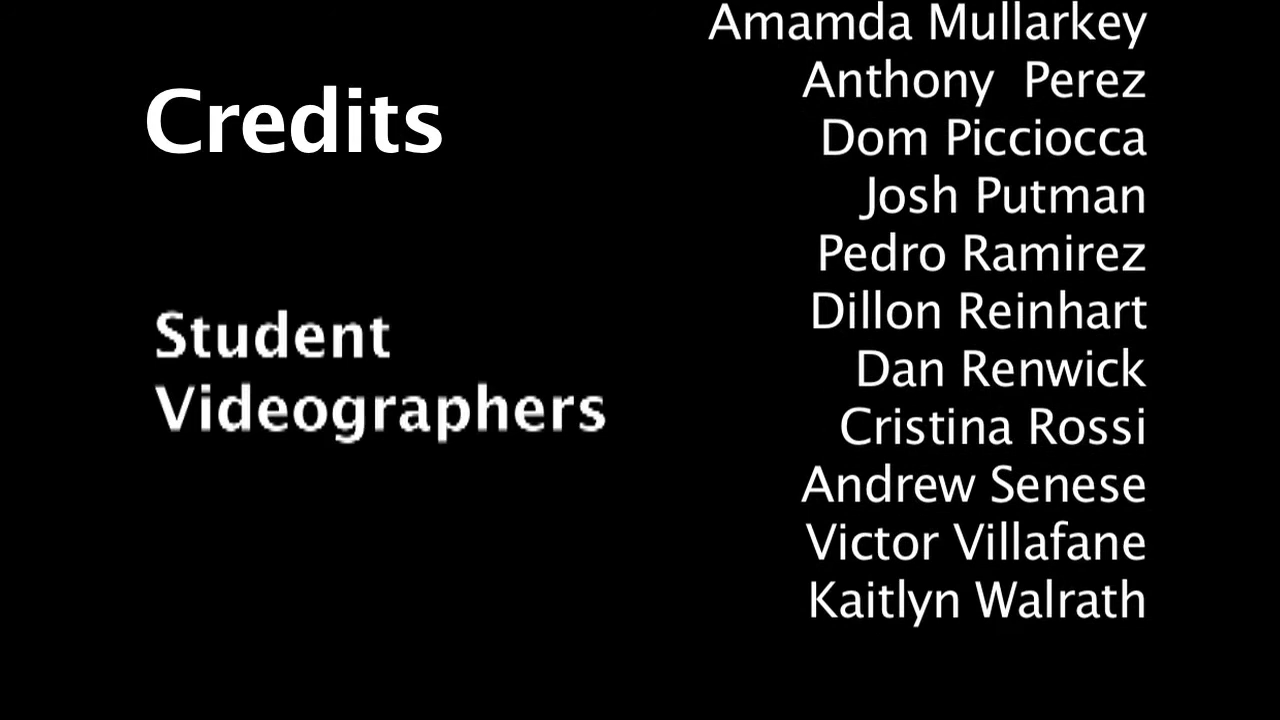 Credits
Student
Videographers
Amamda Mullarkey
Anthony  Perez
Dom Picciocca
Josh Putman
Pedro Ramirez
Dillon Reinhart
Dan Renwick
Cristina Rossi
Andrew Senese
Victor Villafane
Kaitlyn Walrath